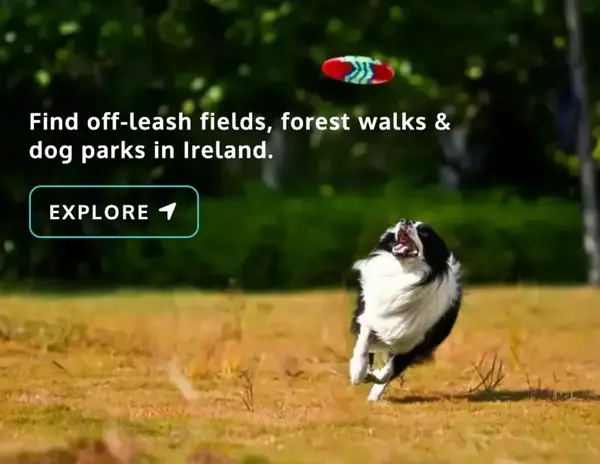 Find off-leash fields, forest walks &
dog parks in Ireland.
EXPLORE